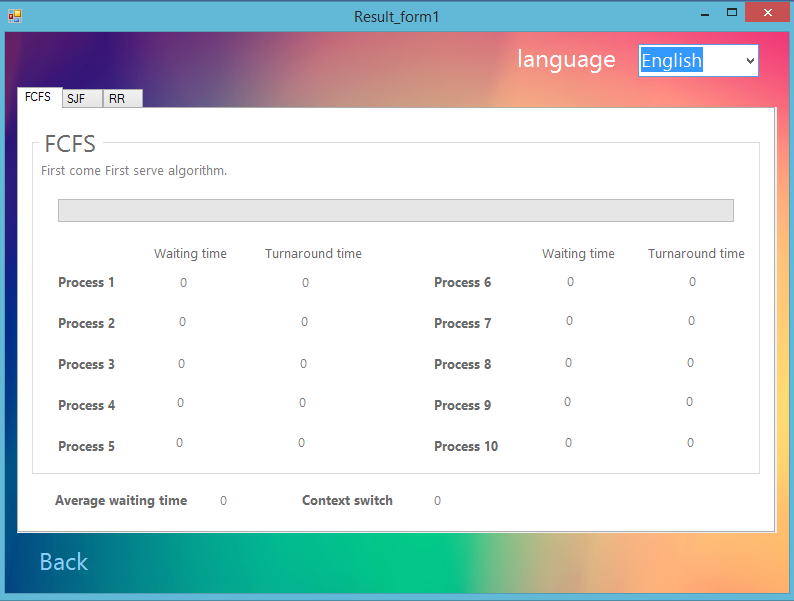 Result_form1
language English
FCFS SJF RR
FCFS
First come First serve algorithm.
Waiting time Turnaround time Waiting time Turnaround time
Process 1 0 0 Process 6 0 0
Process 2 0 0 Process 7 0 0
Process 3 0 0 Process 8 0 0
Process 4 0 0 Process 9 0 0
Process 5 0 0 Process 10 0 0
Average waiting time 0 Context switch 0
Back